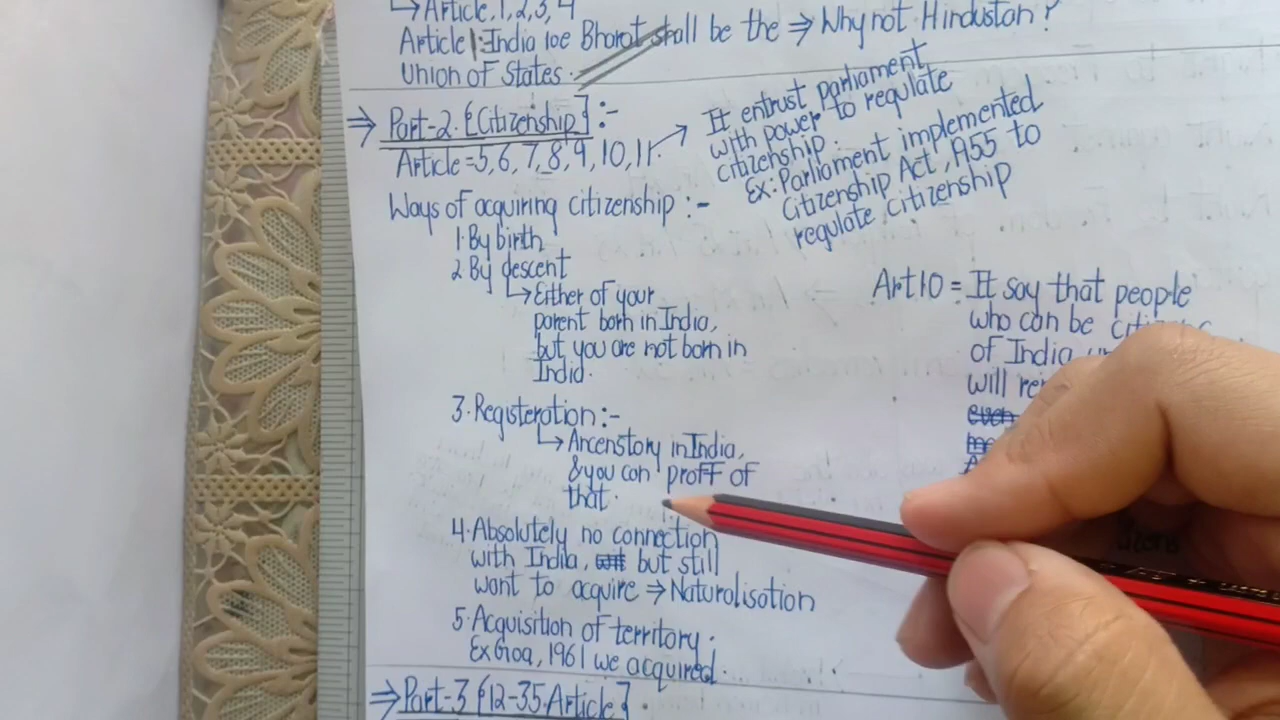 ↳Article,1,2,3,4
Article 1:India ioe Bharat shall be the ⇒ Why not Hindustan?
Union of States.
⇒ Part-2.{Citizenship}:-
Article=5,6,7,8,9,10,11→
It entrust parliament
with power to regulate
citizenship.
Ex:Parliament implemented
Citizenship Act, 1955 to
regulate citizenship
Ways of acquiring citizenship:-
1.By birth
2.By descent
↳Either of your
parent born in India,
but you are not born in
India.
3.Registeration:-
↳Ancenstory in India,
&you can proff of
that.
4.Absolutely no connection
with India, but still
want to acquire ⇒Naturalisation
5.Acquisition of territory.
Ex Goa, 1961 we acquired.
Art 10 = It say that people
who can be
of India
will
even
⇒Part-3 {12-35.Article}